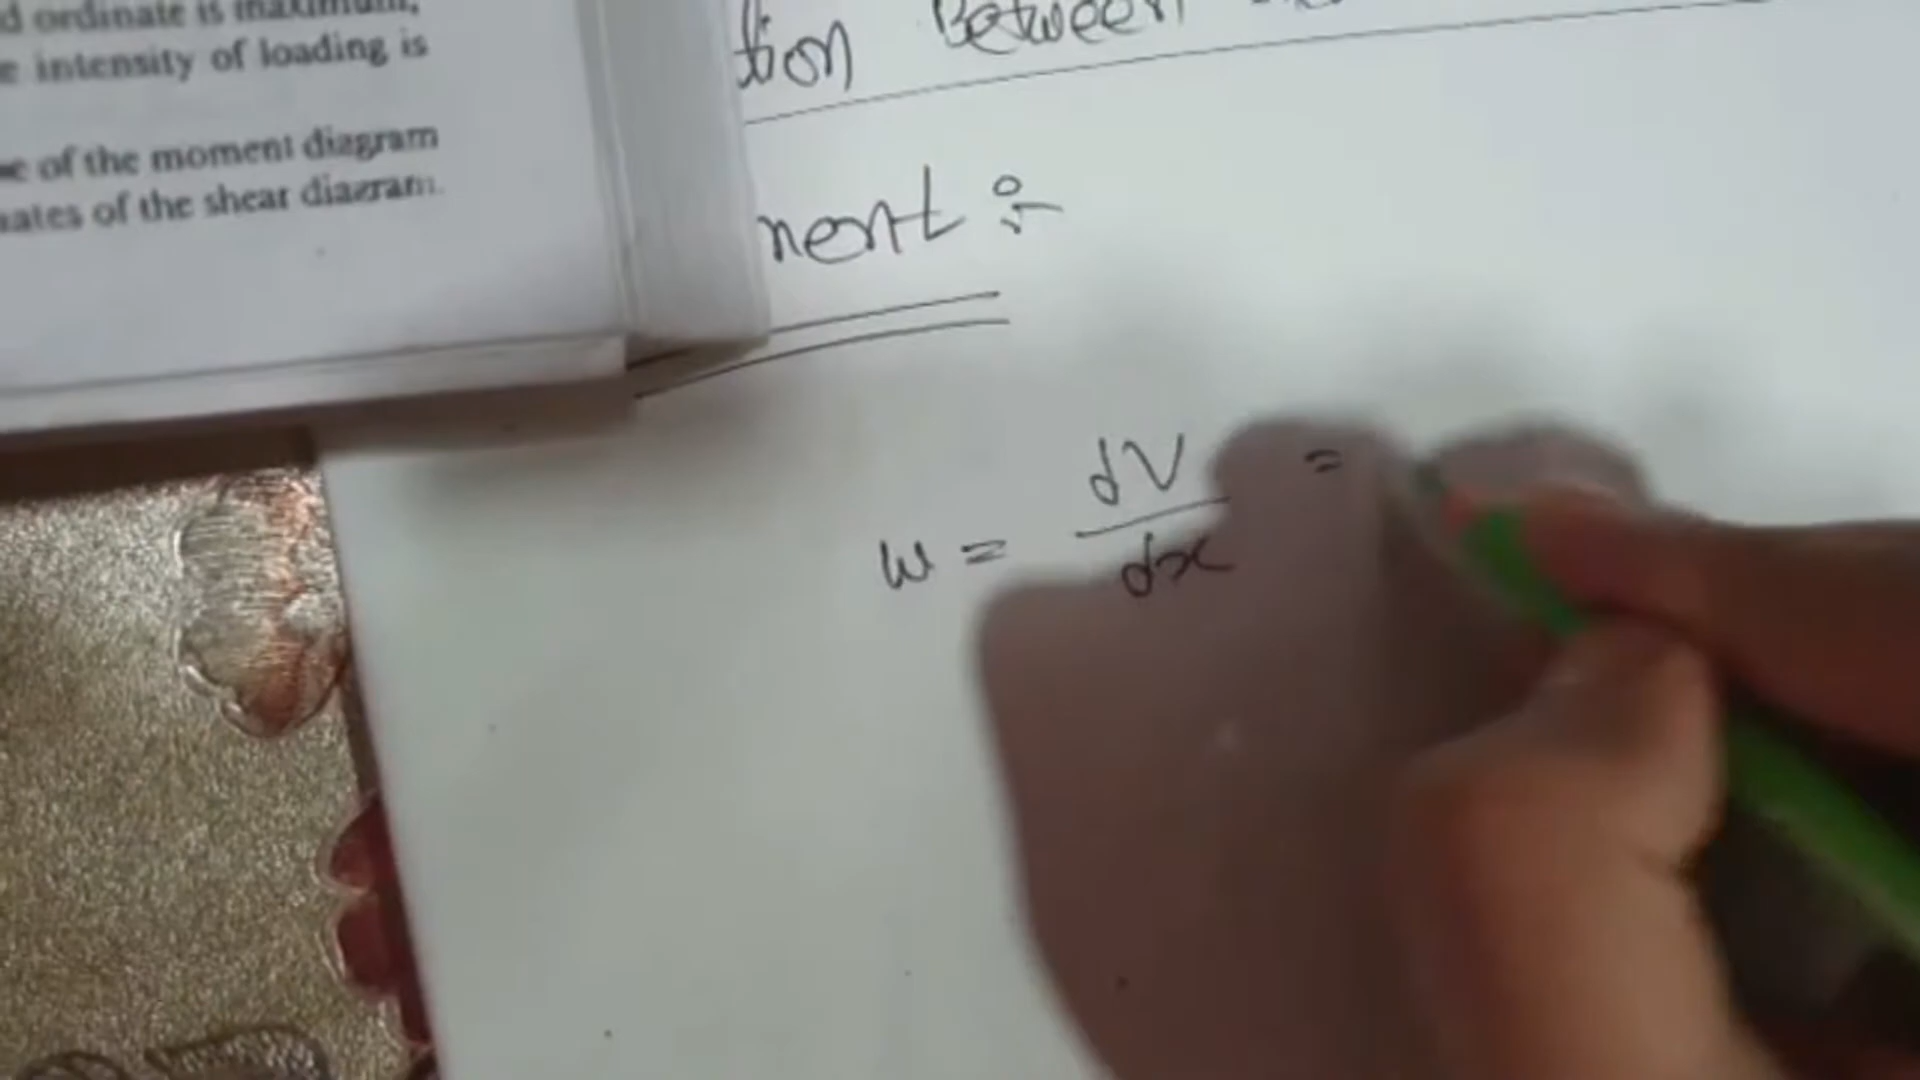 d ordinate is maximum,
e intensity of loading is
e of the moment diagram
nates of the shear diagram.
tion Between
ment :-
w = dV/dx =